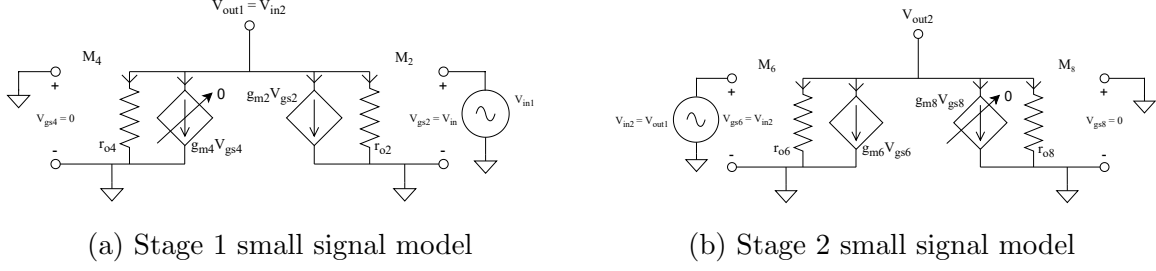 V_out1 = V_in2
M_4
M_2
0
g_m2V_gs2
+
+
V_in1
V_gs4 = 0
V_gs2 = V_in
r_o4
g_m4V_gs4
r_o2
-
-
(a) Stage 1 small signal model
V_out2
M_6
M_8
g_m8V_gs8
0
+
+
V_in2 = V_out1
V_gs6 = V_in2
V_gs8 = 0
r_o6
g_m6V_gs6
r_o8
-
-
(b) Stage 2 small signal model